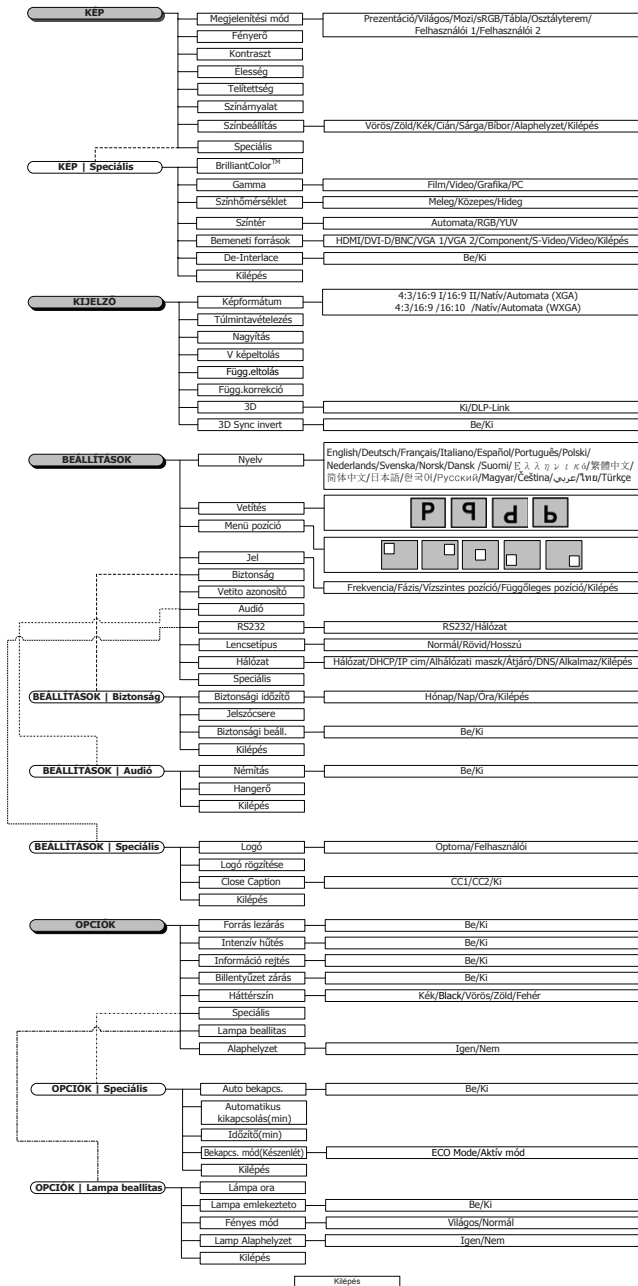 KÉP
Megjelenítési mód
Prezentáció/Világos/Mozi/sRGB/Tábla/Osztályterem/
Felhasználói 1/Felhasználói 2
Fényerő
Kontraszt
Élesség
Telítettség
Színárnyalat
Színbeállítás
Vörös/Zöld/Kék/Cián/Sárga/Bíbor/Alaphelyzet/Kilépés
Speciális
KÉP | Speciális
BrilliantColor™
Gamma
Film/Video/Grafika/PC
Színhőmérséklet
Meleg/Közepes/Hideg
Színtér
Automata/RGB/YUV
Bemeneti források
HDMI/DVI-D/BNC/VGA 1/VGA 2/Component/S-Video/Video/Kilépés
De-Interlace
Be/Ki
Kilépés
KIJELZŐ
Képformátum
4:3/16:9 I/16:9 II/Natív/Automata (XGA)
4:3/16:9 /16:10 /Natív/Automata (WXGA)
Túlmintavételezés
Nagyítás
V képeltolás
Függ.eltolás
Függ.korrekció
3D
Ki/DLP-Link
3D Sync invert
Be/Ki
BEÁLLÍTÁSOK
Nyelv
English/Deutsch/Français/Italiano/Español/Português/Polski/
Nederlands/Svenska/Norsk/Dansk /Suomi/Ελληνικά/繁體中文/
简体中文/日本語/한국어/Русский/Magyar/Čeština/عربي/ไทย/Türkçe
Vetítés
P
Menü pozíció
Jel
Frekvencia/Fázis/Vízszintes pozíció/Függőleges pozíció/Kilépés
Biztonság
Vetito azonosító
Audió
RS232
RS232/Hálózat
Lencsetípus
Normál/Rövid/Hosszú
Hálózat
Hálózat/DHCP/IP cim/Alhálózati maszk/Átjáró/DNS/Alkalmaz/Kilépés
Speciális
BEÁLLÍTÁSOK | Biztonság
Biztonsági időzítő
Hónap/Nap/Óra/Kilépés
Jelszócsere
Biztonsági beáll.
Be/Ki
Kilépés
BEÁLLÍTÁSOK | Audió
Némítás
Be/Ki
Hangerő
Kilépés
BEÁLLÍTÁSOK | Speciális
Logó
Optoma/Felhasználói
Logó rögzítése
Close Caption
CC1/CC2/Ki
Kilépés
OPCIÓK
Forrás lezárás
Be/Ki
Intenzív hűtés
Be/Ki
Információ rejtés
Be/Ki
Billentyűzet zárás
Be/Ki
Háttérszín
Kék/Black/Vörös/Zöld/Fehér
Speciális
Lampa beallitas
Alaphelyzet
Igen/Nem
OPCIÓK | Speciális
Auto bekapcs.
Be/Ki
Automatikus
kikapcsolás(min)
Időzítő(min)
Bekapcs. mód(Készenlét)
ECO Mode/Aktív mód
Kilépés
OPCIÓK | Lampa beallitas
Lámpa ora
Lampa emlekezteto
Be/Ki
Fényes mód
Világos/Normál
Lamp Alaphelyzet
Igen/Nem
Kilépés
Kilépés